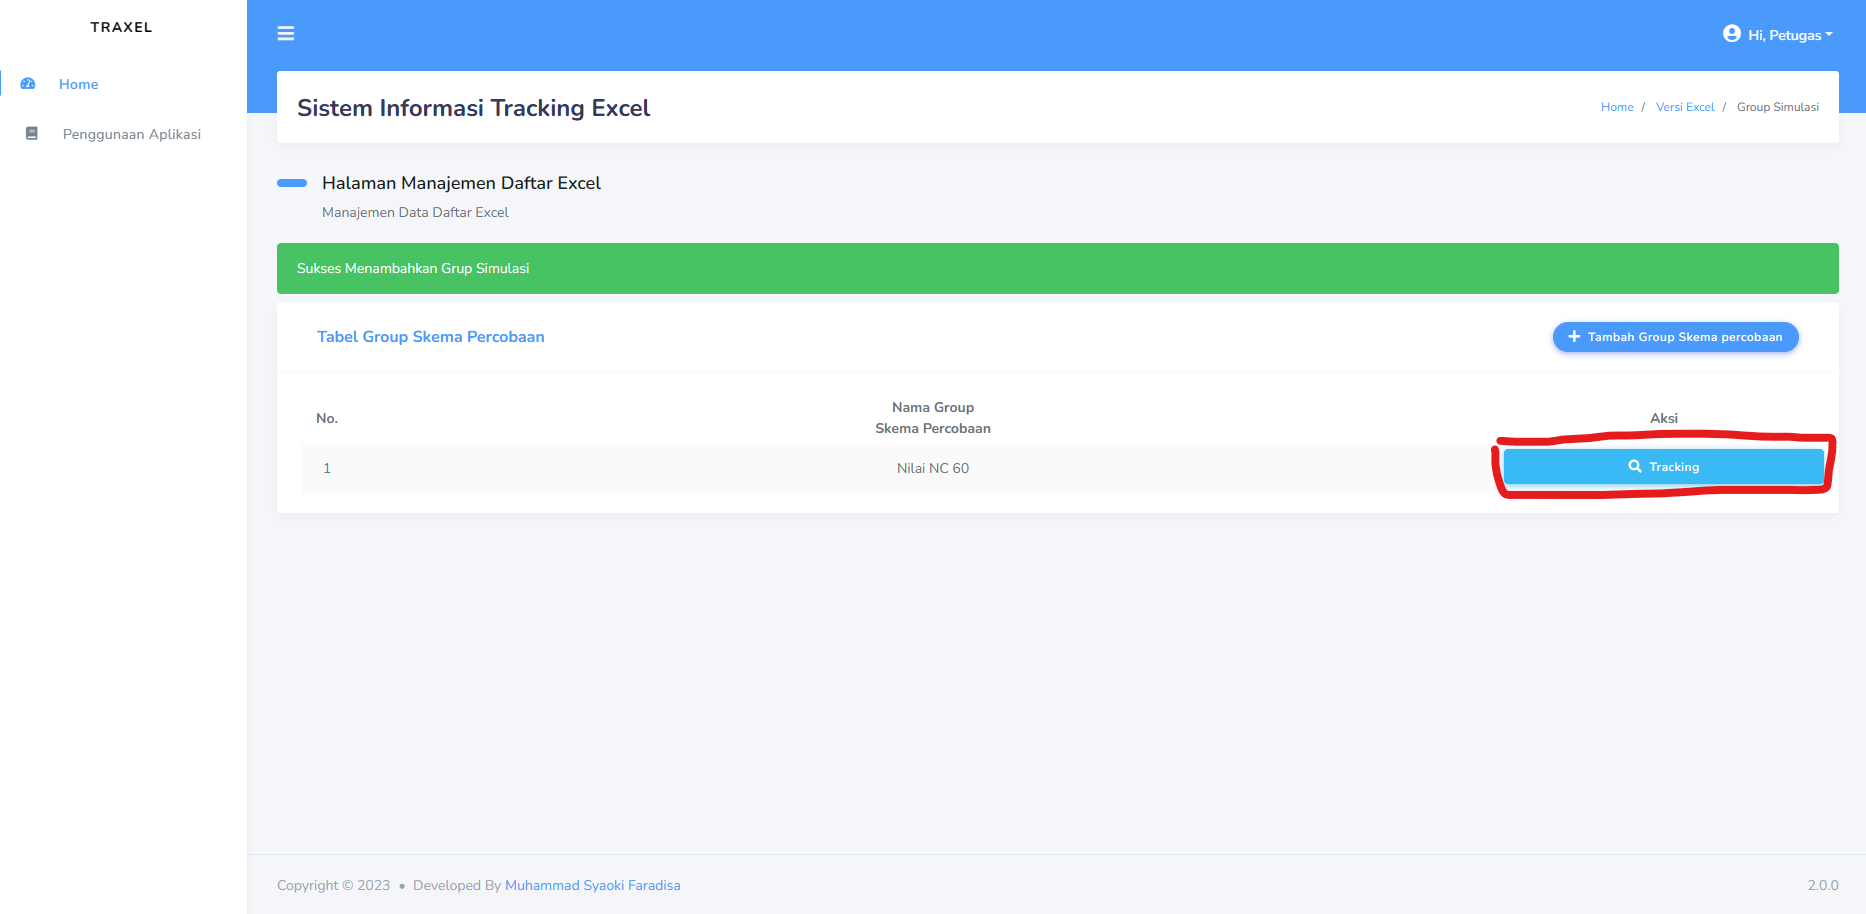 TRAXEL
Hi, Petugas
Home
Penggunaan Aplikasi
Sistem Informasi Tracking Excel
Home / Versi Excel / Group Simulasi
Halaman Manajemen Daftar Excel
Manajemen Data Daftar Excel
Sukses Menambahkan Grup Simulasi
Tabel Group Skema Percobaan
Tambah Group Skema percobaan
No.
Nama Group
Skema Percobaan
Aksi
1
Nilai NC 60
Tracking
Copyright © 2023 • Developed By Muhammad Syaoki Faradisa
2.0.0